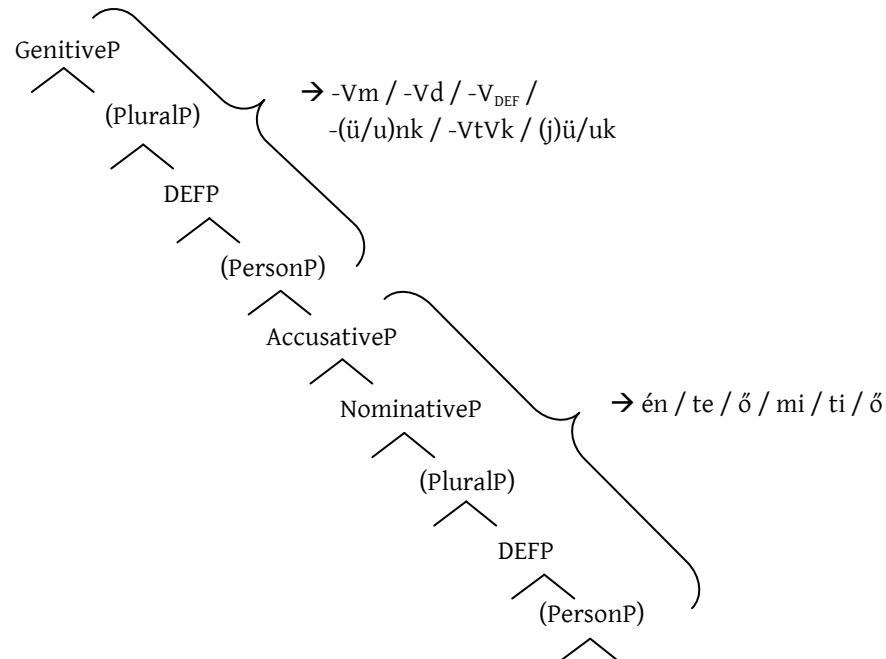 GenitiveP
→ -Vm / -Vd / -V_DEF /
(PluralP)
-(ü/u)nk / -VtVk / (j)ü/uk
DEFP
(PersonP)
AccusativeP
NominativeP
→ én / te / ő / mi / ti / ő
(PluralP)
DEFP
(PersonP)